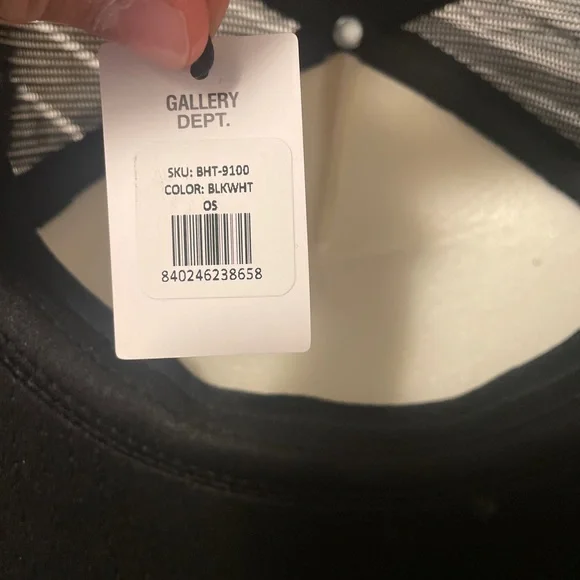 GALLERY
DEPT.
SKU: BHT-9100
COLOR: BLKWHT
OS
840246238658